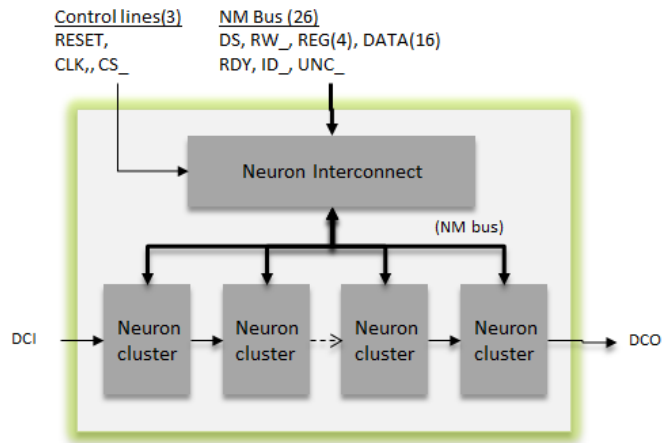 Control lines(3)
RESET,
CLK,, CS_
NM Bus (26)
DS, RW_, REG(4), DATA(16)
RDY, ID_, UNC_
Neuron Interconnect
(NM bus)
DCI
Neuron
cluster
Neuron
cluster
Neuron
cluster
Neuron
cluster
DCO